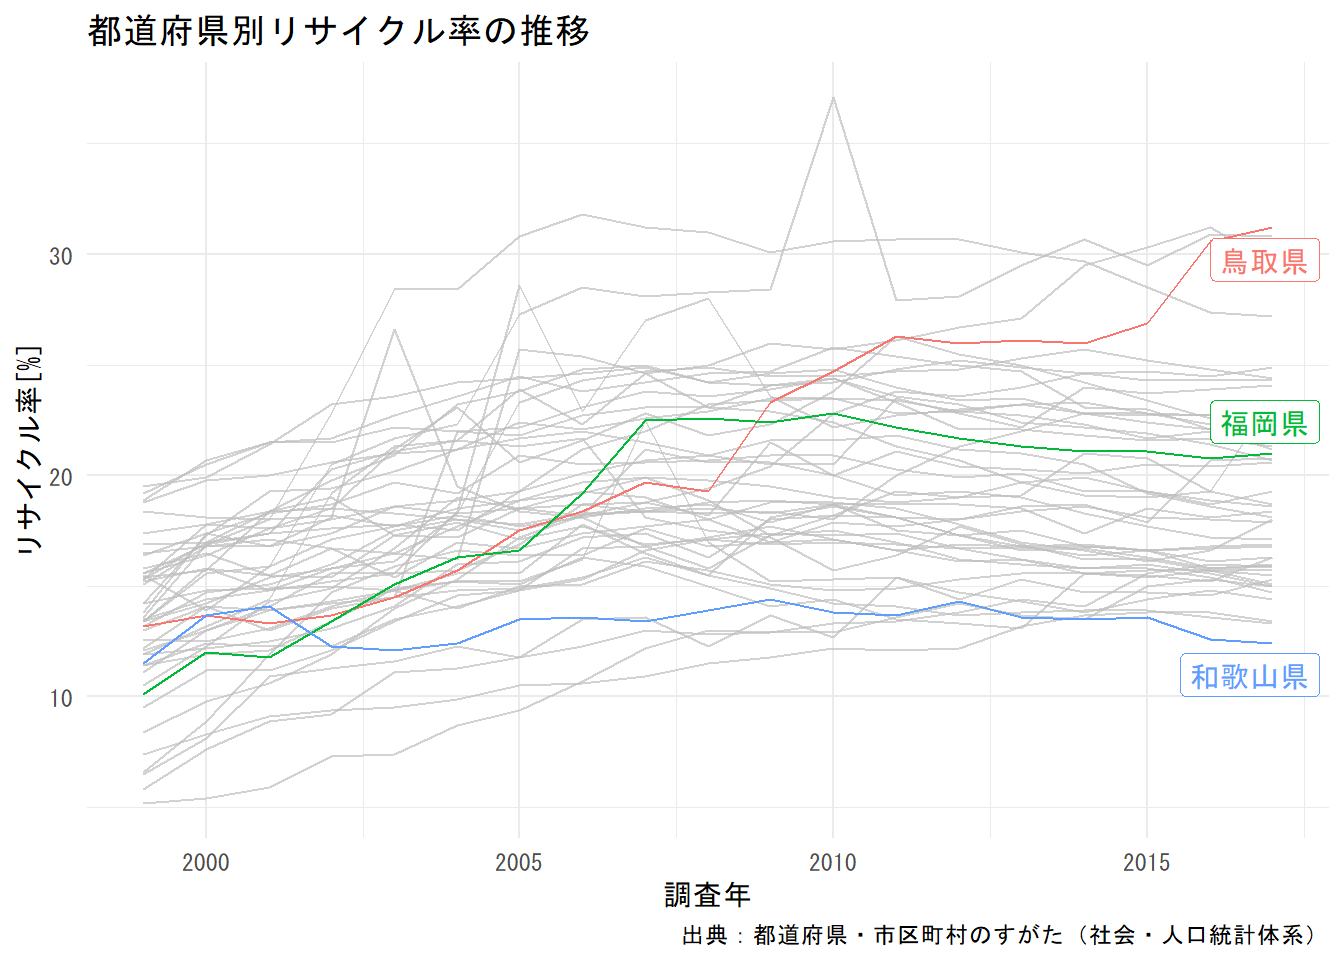 都道府県別リサイクル率の推移
リサイクル率[%]
30
20
10
鳥取県
福岡県
和歌山県
2000
2005
2010
2015
調査年
出典：都道府県・市区町村のすがた（社会・人口統計体系）